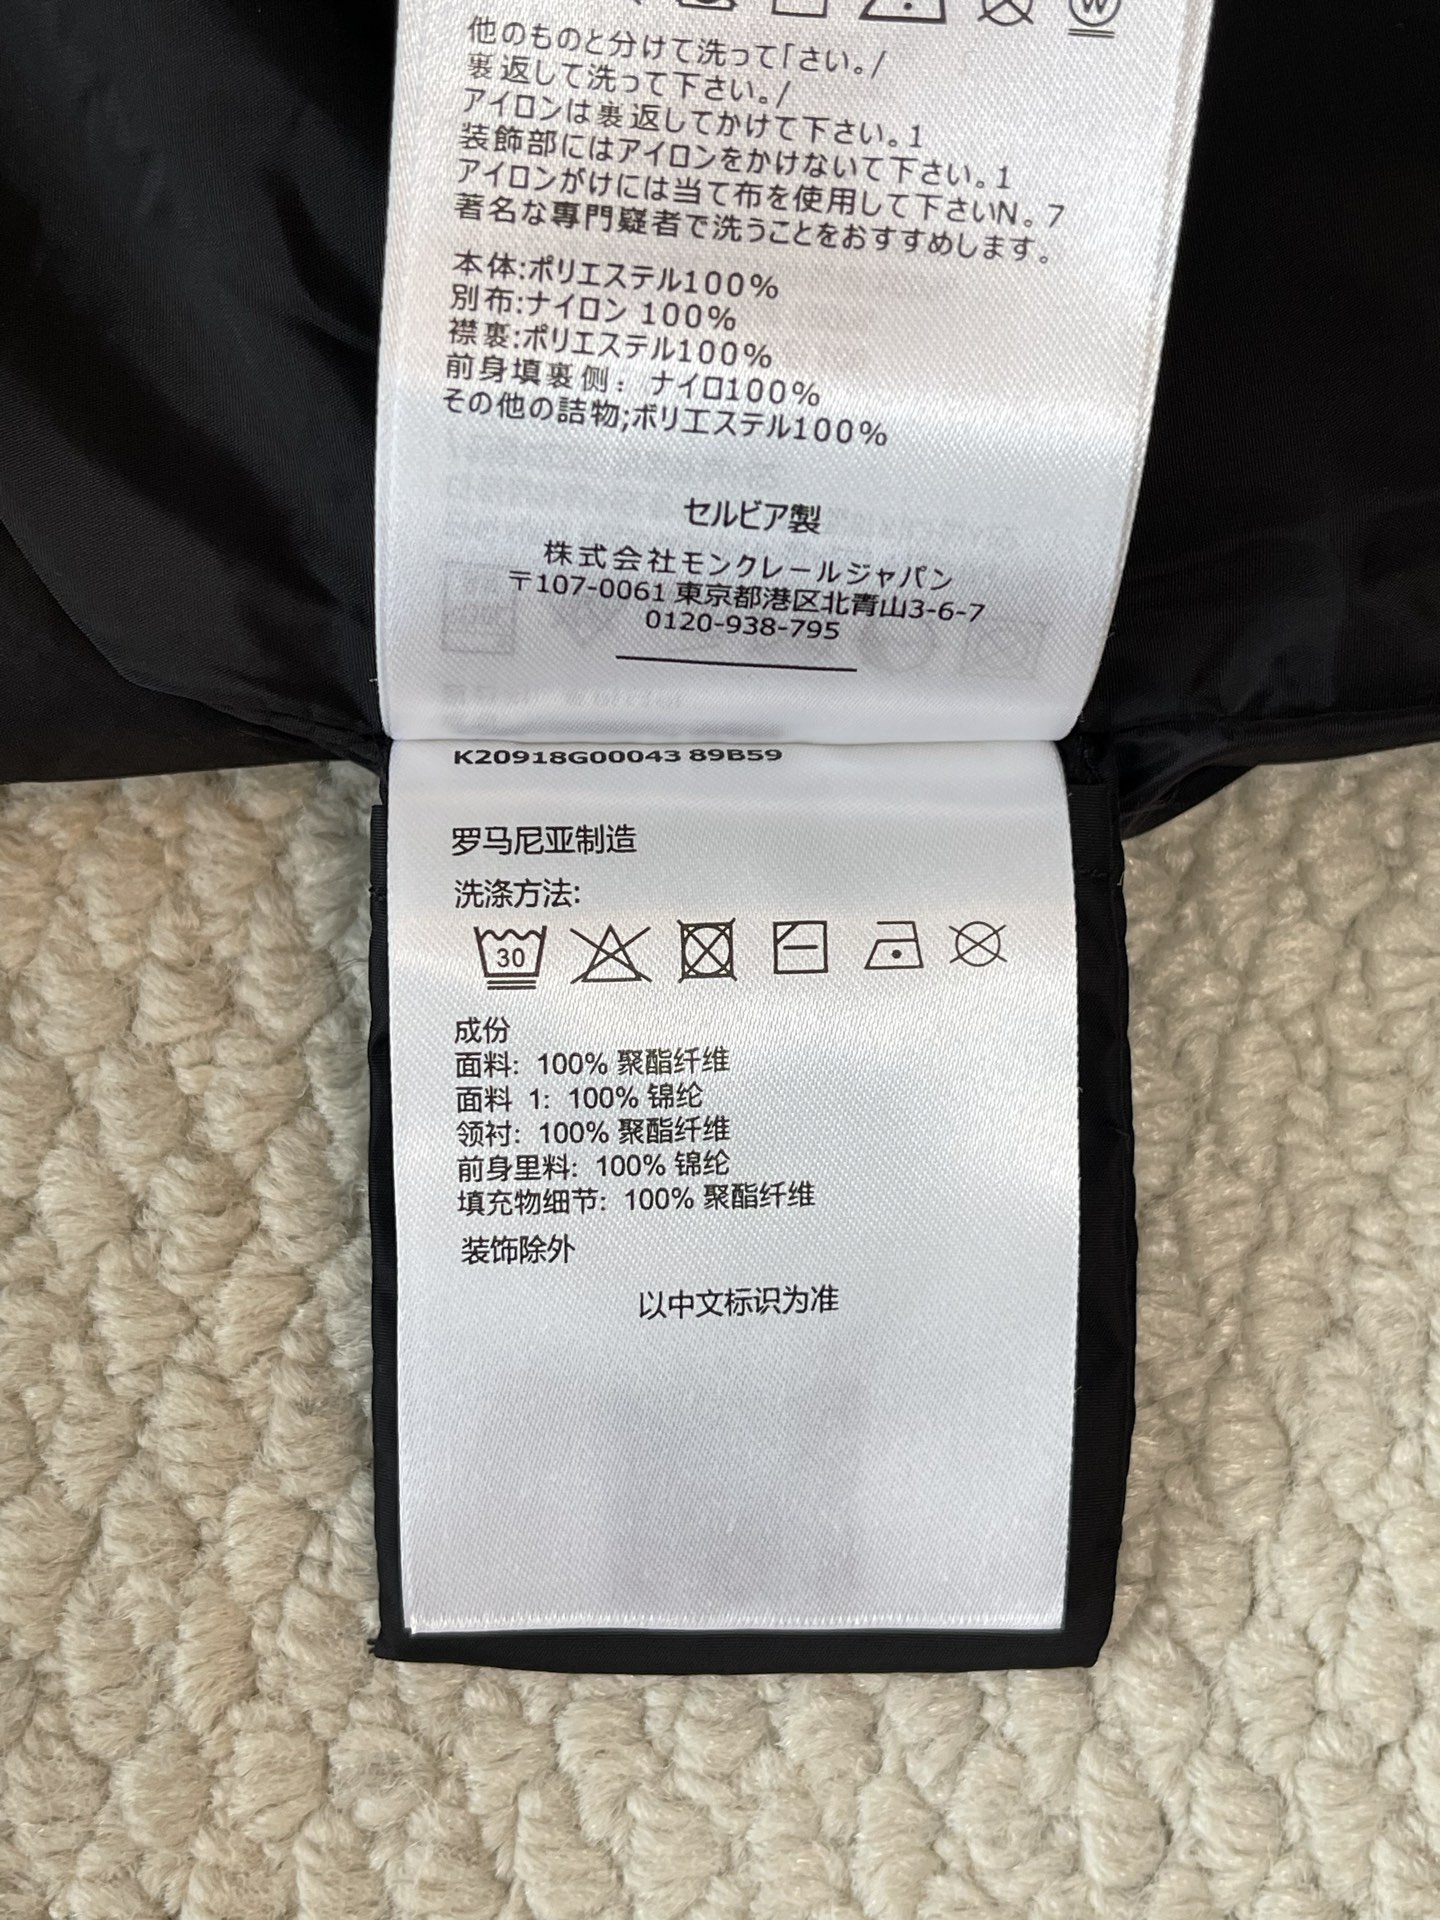 他のものと分けて洗って「さい。/
裏返して洗って下さい。/
アイロンは裹返してかけて下さい。1
装飾部にはアイロンをかけないて下さい。1
アイロンがけには当て布を使用して下さいN。7
著名な専門疑者で洗うことをおすすめします。
本体:ポリエステル100%
別布:ナイロン 100%
襟裏:ポリエステル100%
前身填裏侧：ナイロ100%
その他の詰物;ポリエステル100%
セルビア製
株式会社モンクレールジャパン
〒107-0061 東京都港区北青山3-6-7
0120-938-795
K20918G00043 89B59
罗马尼亚制造
洗涤方法:
30
成份
面料: 100% 聚酯纤维
面料 1: 100% 锦纶
领衬: 100% 聚酯纤维
前身里料: 100% 锦纶
填充物细节: 100% 聚酯纤维
装饰除外
以中文标识为准